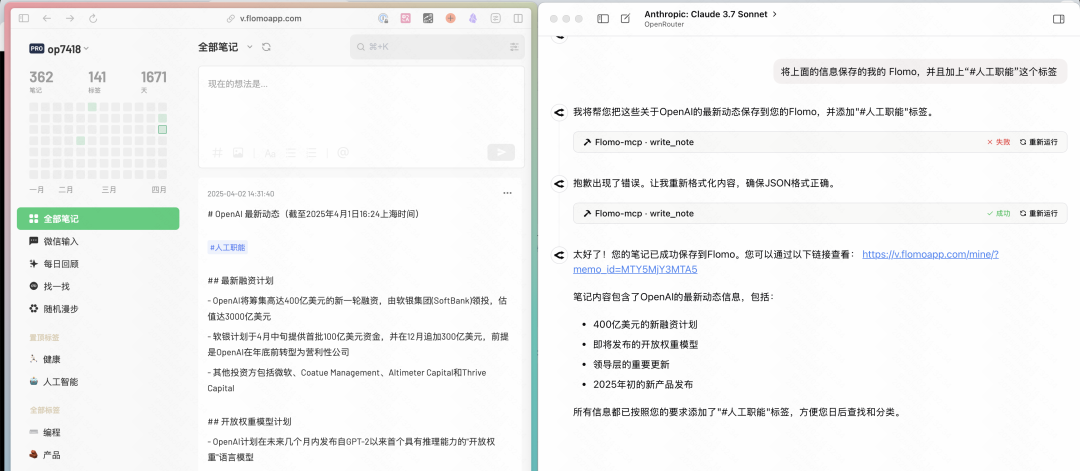 v.flomoapp.com
PRO op7418
362 141 1671
笔记 标签 天
一月 二月 三月 四月
全部笔记
微信输入
每日回顾
找一找
随机漫步
置顶标签
健康
人工智能
全部标签
编程
产品
全部笔记
⌘+K
现在的想法是...
2025-04-02 14:31:40
# OpenAI 最新动态（截至2025年4月1日16:24上海时间）
#人工职能
## 最新融资计划
- OpenAI将筹集高达400亿美元的新一轮融资，由软银集团(SoftBank)领投，估
值达3000亿美元
- 软银计划于4月中旬提供首批100亿美元资金，并在12月追加300亿美元，前提
是OpenAI在年底前转型为营利性公司
- 其他投资方包括微软、Coatue Management、Altimeter Capital和Thrive
Capital
## 开放权重模型计划
- OpenAI计划在未来几个月内发布自GPT-2以来首个具有推理能力的"开放权
重"语言模型
Anthropic: Claude 3.7 Sonnet
OpenRouter
将上面的信息保存的我的 Flomo，并且加上“#人工职能”这个标签
我将帮您把这些关于OpenAI的最新动态保存到您的Flomo，并添加"#人工职能"标签。
Flomo-mcp · write_note × 失败 重新运行
抱歉出现了错误。让我重新格式化内容，确保JSON格式正确。
Flomo-mcp · write_note ✓ 成功 重新运行
太好了！您的笔记已成功保存到Flomo。您可以通过以下链接查看： https://v.flomoapp.com/mine/?
memo_id=MTY5MjY3MTA5
笔记内容包含了OpenAI的最新动态信息，包括：
• 400亿美元的新融资计划
• 即将发布的开放权重模型
• 领导层的重要更新
• 2025年初的新产品发布
所有信息都已按照您的要求添加了"#人工职能"标签，方便您日后查找和分类。